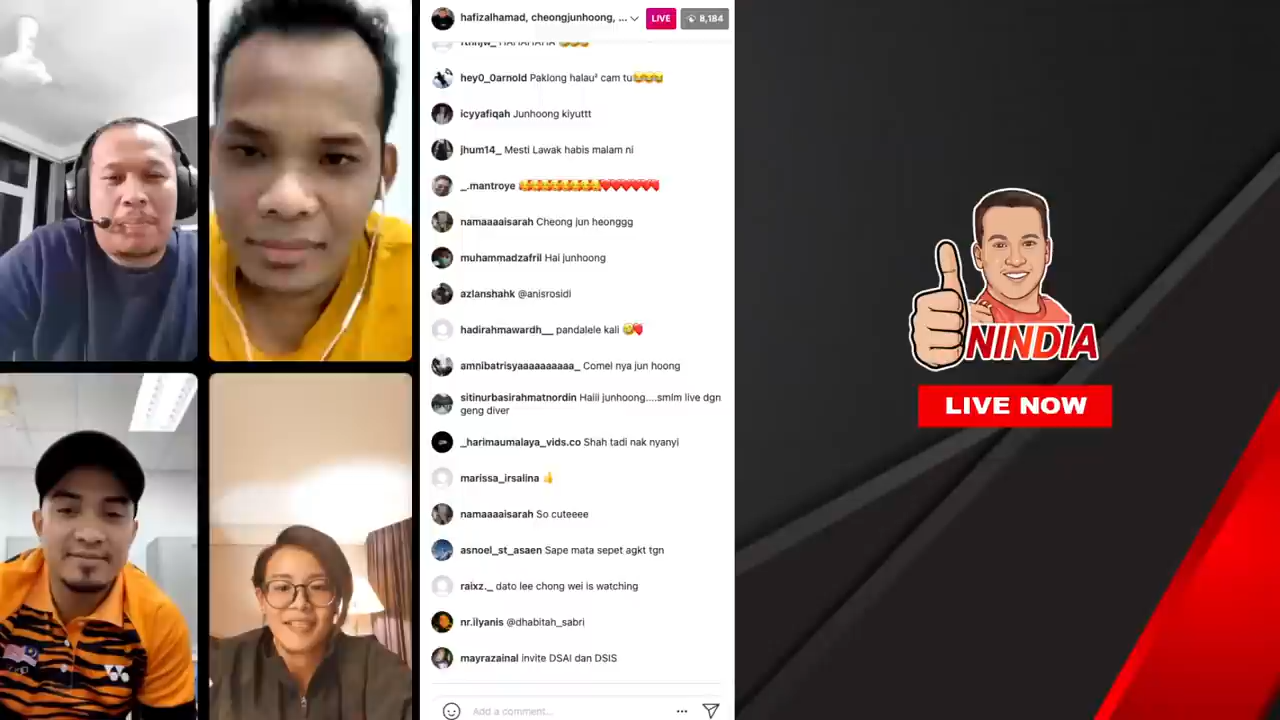 hafizalhamad, cheongjunhoong, ...
LIVE
8,184
hey0_0arnold Paklong halau² cam tu😂😂😂
icyyafiqah Junhoong kiyuttt
jhum14_ Mesti Lawak habis malam ni
_.mantroye 🥰🥰🥰🥰🥰🥰🥰❤️❤️❤️❤️❤️
namaaaaisarah Cheong jun heonggg
muhammadzafril Hai junhoong
azlanshahk @anisrosidi
hadirahmawardh__ pandalele kali 🤣❤️
amnibatrisyaaaaaaaaaa_ Comel nya jun hoong
sitinurbasirahmatnordin Haiii junhoong....smlm live dgn
geng diver
_harimaumalaya_vids.co Shah tadi nak nyanyi
marissa_irsalina 👍
namaaaaisarah So cuteeee
asnoel_st_asaen Sape mata sepet agkt tgn
raixz._ dato lee chong wei is watching
nr.ilyanis @dhabitah_sabri
mayrazainal invite DSAI dan DSIS
Add a comment...
NINDIA
LIVE NOW